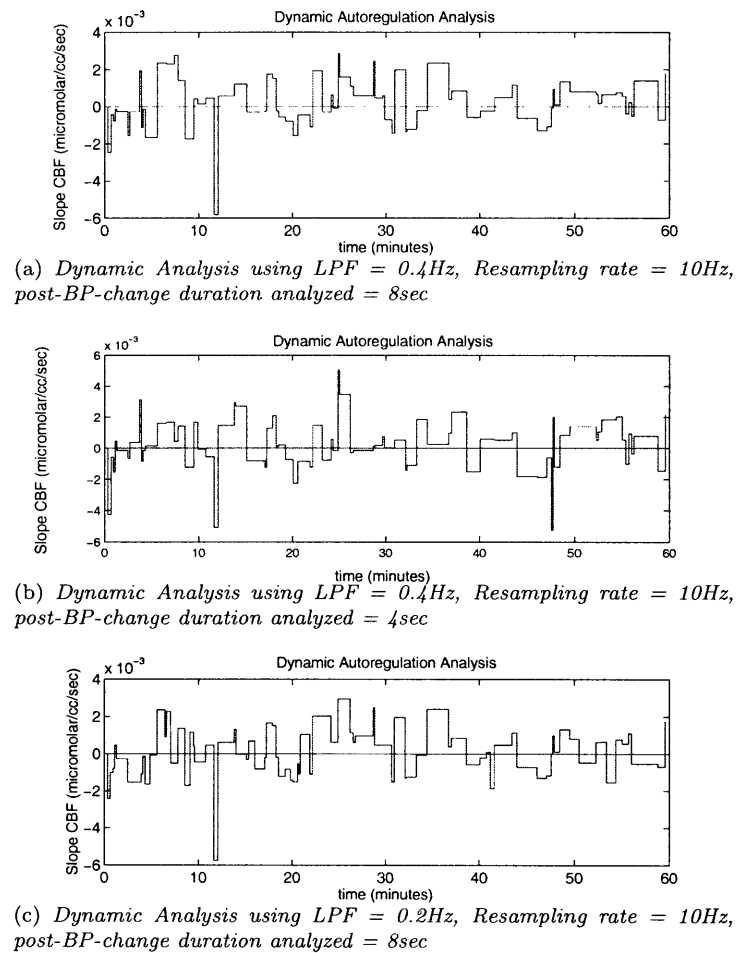 Dynamic Autoregulation Analysis
x 10⁻³
Slope CBF (micromolar/cc/sec)
4
2
0
−2
−4
−6
0 10 20 30 40 50 60
time (minutes)
(a) Dynamic Analysis using LPF = 0.4Hz, Resampling rate = 10Hz,
post-BP-change duration analyzed = 8sec
Dynamic Autoregulation Analysis
x 10⁻³
Slope CBF (micromolar/cc/sec)
6
4
2
0
−2
−4
−6
0 10 20 30 40 50 60
time (minutes)
(b) Dynamic Analysis using LPF = 0.4Hz, Resampling rate = 10Hz,
post-BP-change duration analyzed = 4sec
Dynamic Autoregulation Analysis
x 10⁻³
Slope CBF (micromolar/cc/sec)
4
2
0
−2
−4
−6
0 10 20 30 40 50 60
time (minutes)
(c) Dynamic Analysis using LPF = 0.2Hz, Resampling rate = 10Hz,
post-BP-change duration analyzed = 8sec